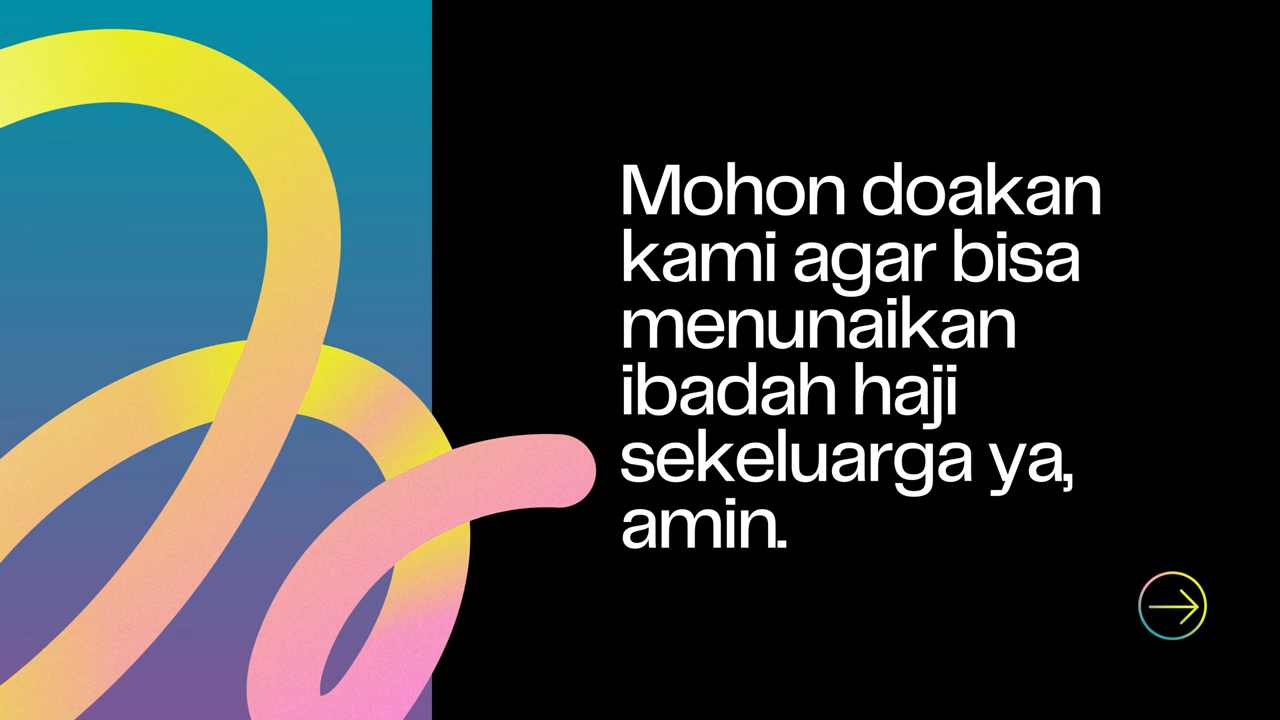 Mohon doakan
kami agar bisa
menunaikan
ibadah haji
sekeluarga ya,
amin.